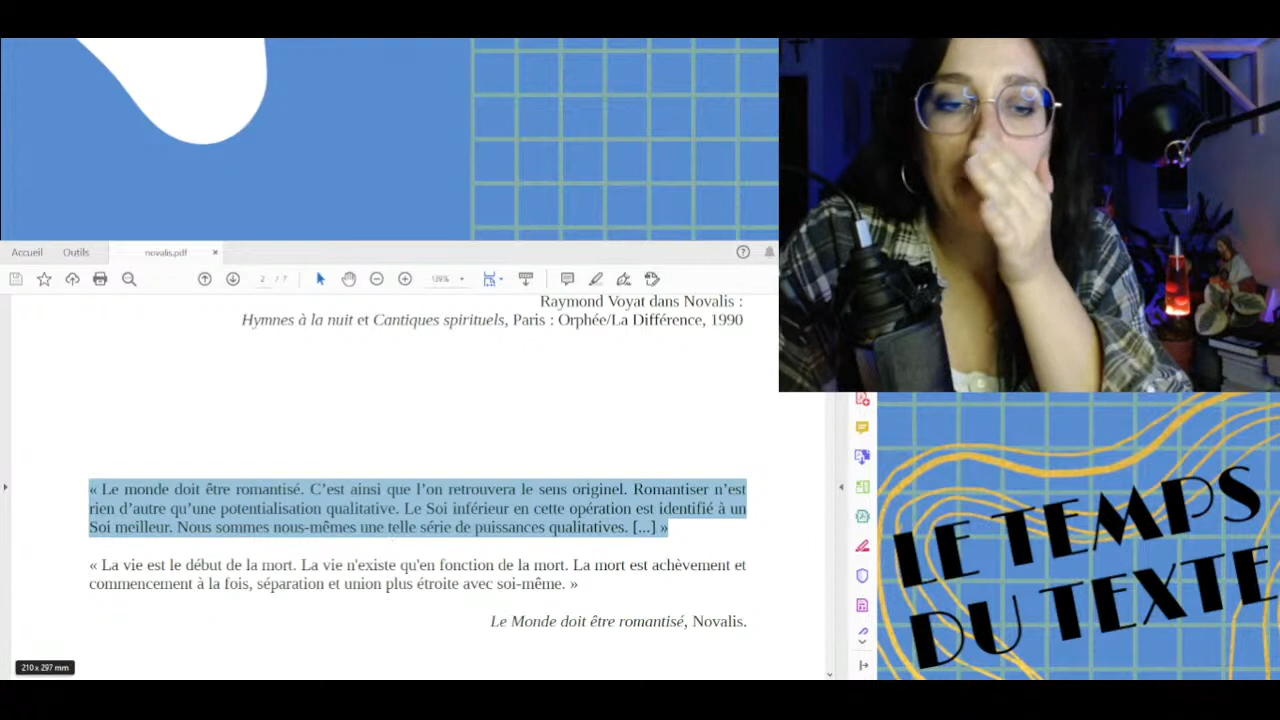 Accueil Outils novalis.pdf
2 / 7 139%
Raymond Voyat dans Novalis :
Hymnes à la nuit et Cantiques spirituels, Paris : Orphée/La Différence, 1990
« Le monde doit être romantisé. C’est ainsi que l’on retrouvera le sens originel. Romantiser n’est
rien d’autre qu’une potentialisation qualitative. Le Soi inférieur en cette opération est identifié à un
Soi meilleur. Nous sommes nous-mêmes une telle série de puissances qualitatives. [...] »
« La vie est le début de la mort. La vie n'existe qu'en fonction de la mort. La mort est achèvement et
commencement à la fois, séparation et union plus étroite avec soi-même. »
Le Monde doit être romantisé, Novalis.
210 x 297 mm
LE TEMPS
DU TEXTE